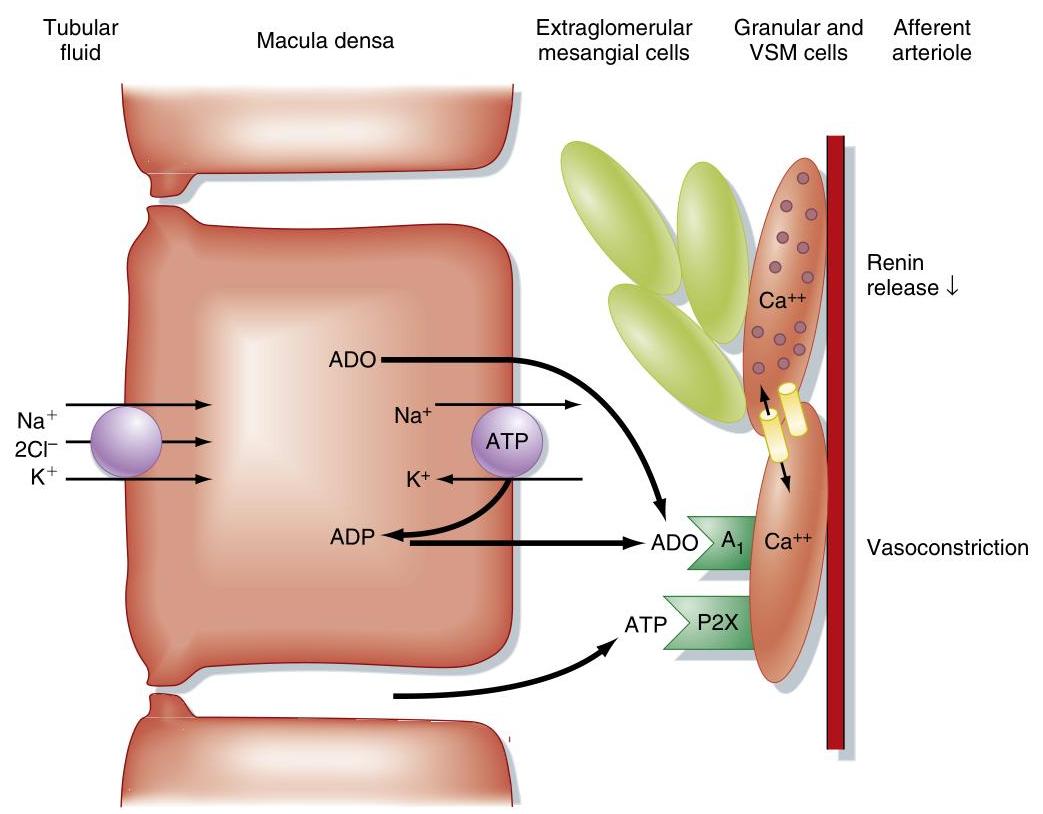 Tubular
fluid
Macula densa
Extraglomerular
mesangial cells
Granular and
VSM cells
Afferent
arteriole
Renin
release ↓
Ca⁺⁺
ADO
Na⁺
2Cl⁻
K⁺
Na⁺
ATP
K⁺
ADP
ADO
A₁
Ca⁺⁺
Vasoconstriction
ATP
P2X